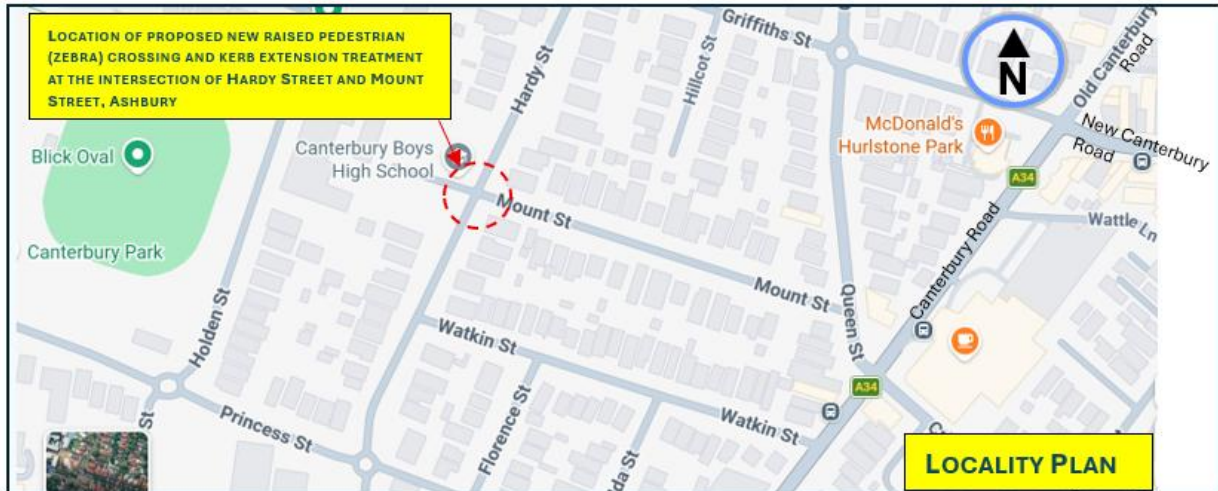 LOCATION OF PROPOSED NEW RAISED PEDESTRIAN
(ZEBRA) CROSSING AND KERB EXTENSION TREATMENT
AT THE INTERSECTION OF HARDY STREET AND MOUNT
STREET, ASHBURY
Hardy St
Griffiths St
Hillcot St
N
Old Canterbury
Road
New Canterbury
Road
McDonald's
Hurlstone Park
A34
Blick Oval
Canterbury Boys
High School
Canterbury Park
Mount St
Wattle Ln
Holden St
Mount St
Queen St
Canterbury Road
Watkin St
A34
Princess St
St
Florence St
Watkin St
St
LOCALITY PLAN